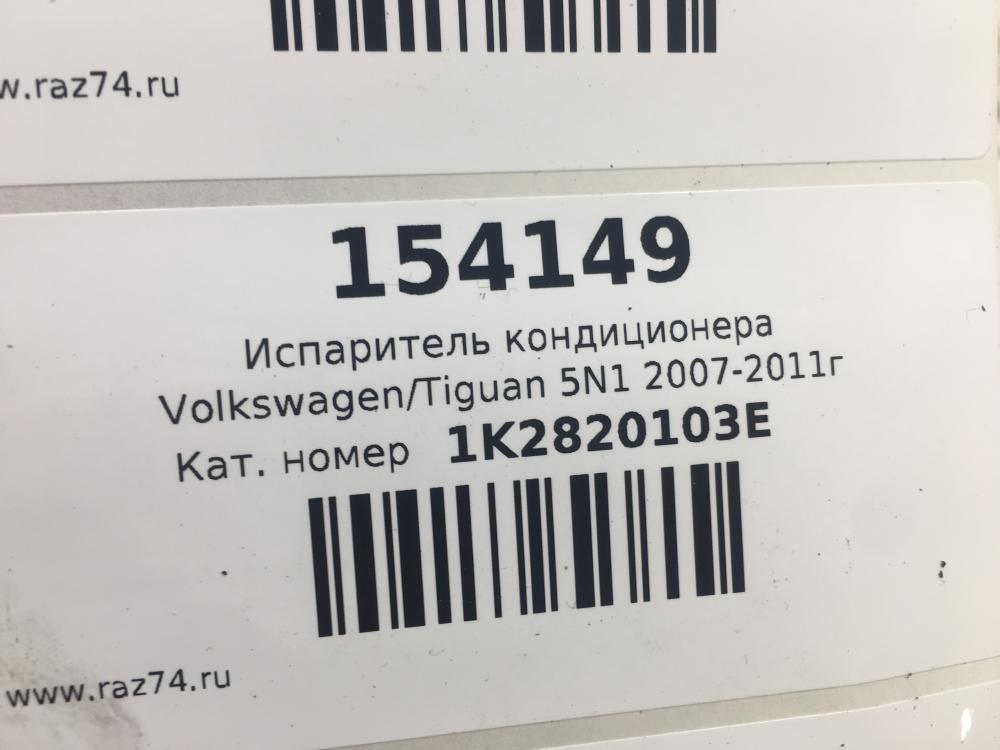 w.raz74.ru
154149
Испаритель кондиционера
Volkswagen/Tiguan 5N1 2007-2011г
Кат. номер 1K2820103E
www.raz74.ru